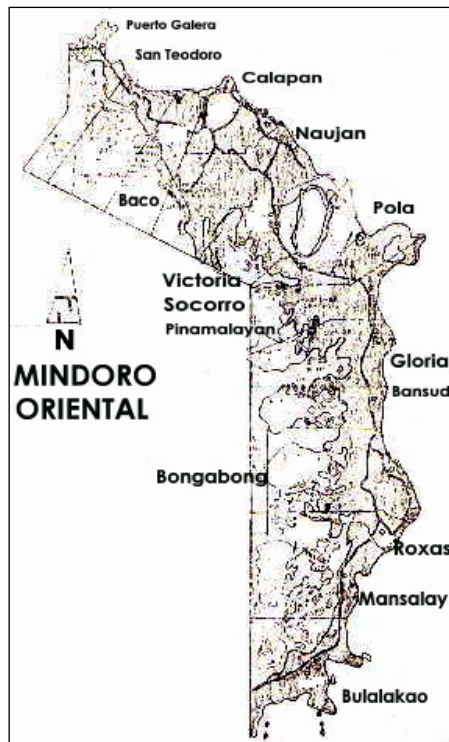 Puerto Galera
San Teodoro
Calapan
Naujan
Baco
Pola
Victoria
Socorro
Pinamalayan
N
Gloria
MINDORO
ORIENTAL
Bansud
Bongabong
Roxas
Mansalay
Bulalakao